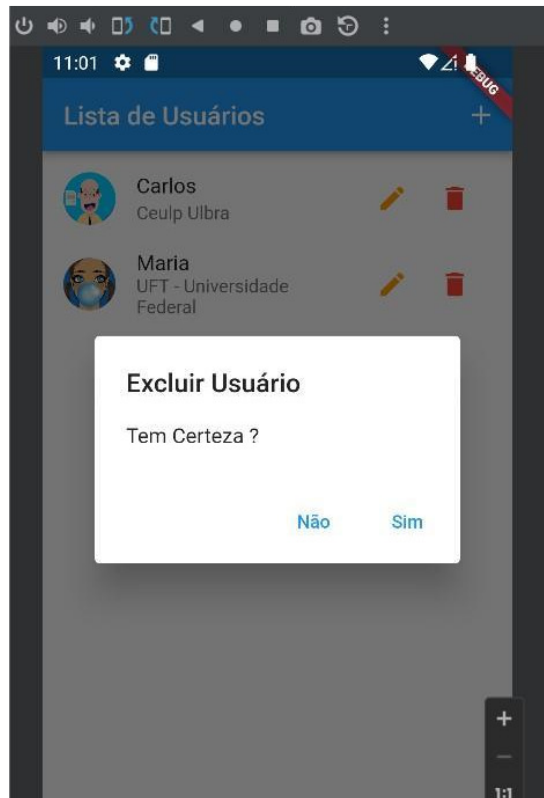 11:01
DEBUG
Lista de Usuários
+
Carlos
Ceulp Ulbra
Maria
UFT - Universidade
Federal
Excluir Usuário
Tem Certeza ?
Não Sim
+
1:1